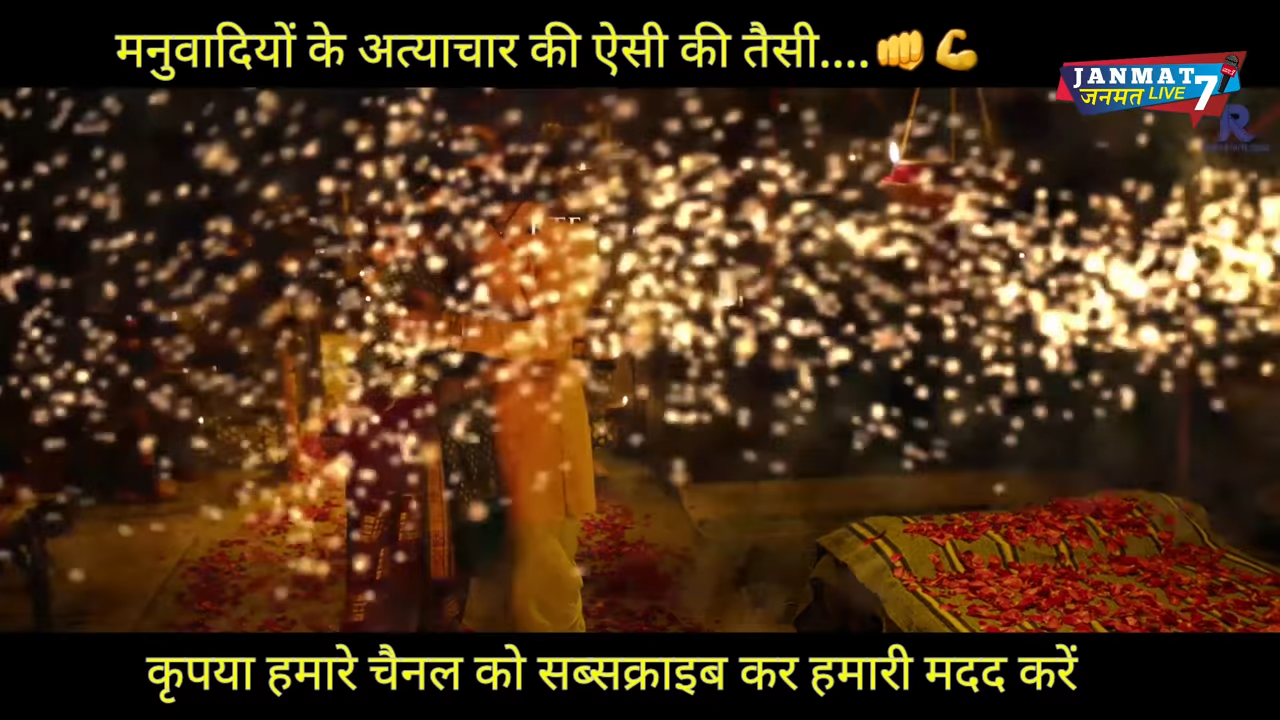 मनुवादियों के अत्याचार की ऐसी की तैसी....👊💪
JANMAT
जनमत LIVE 7
R
कृपया हमारे चैनल को सब्सक्राइब कर हमारी मदद करें